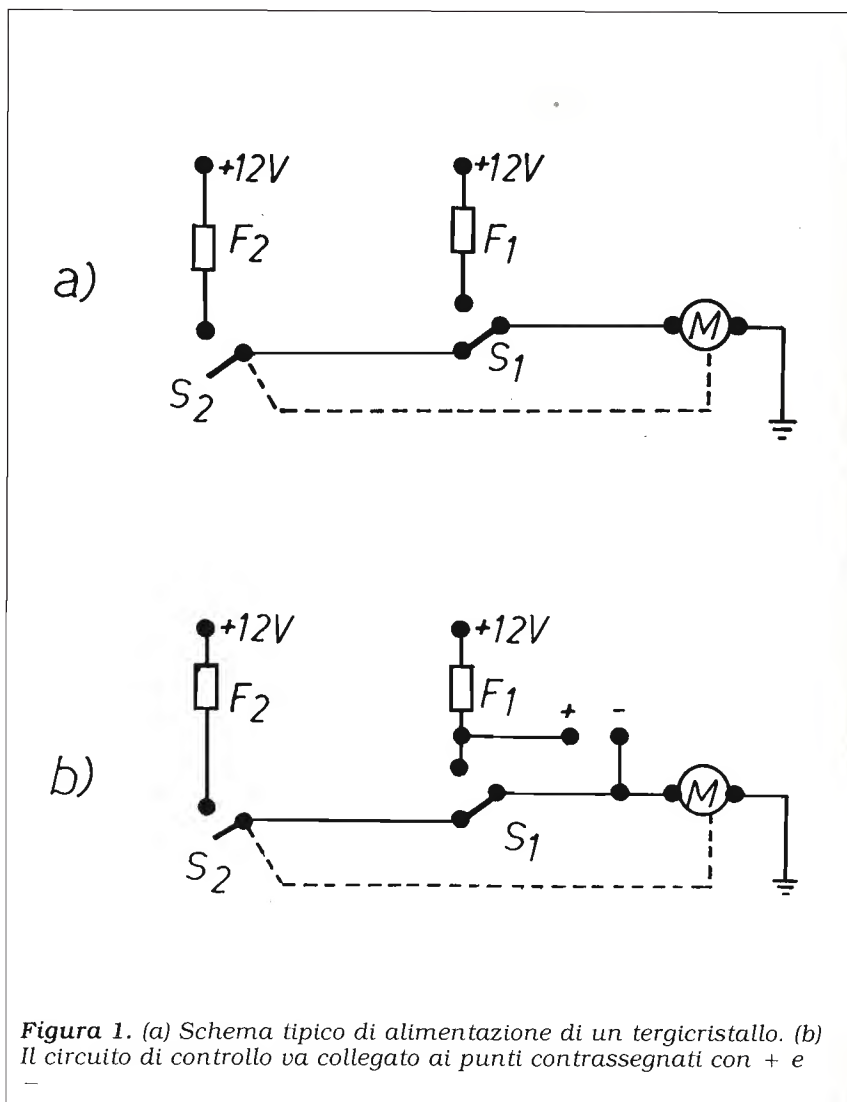 +12V +12V
F2 F1
a)
M
S1
S2
+12V +12V
F2 F1
+ -
b)
M
S1
S2
Figura 1. (a) Schema tipico di alimentazione di un tergicristallo. (b)
Il circuito di controllo va collegato ai punti contrassegnati con + e
–